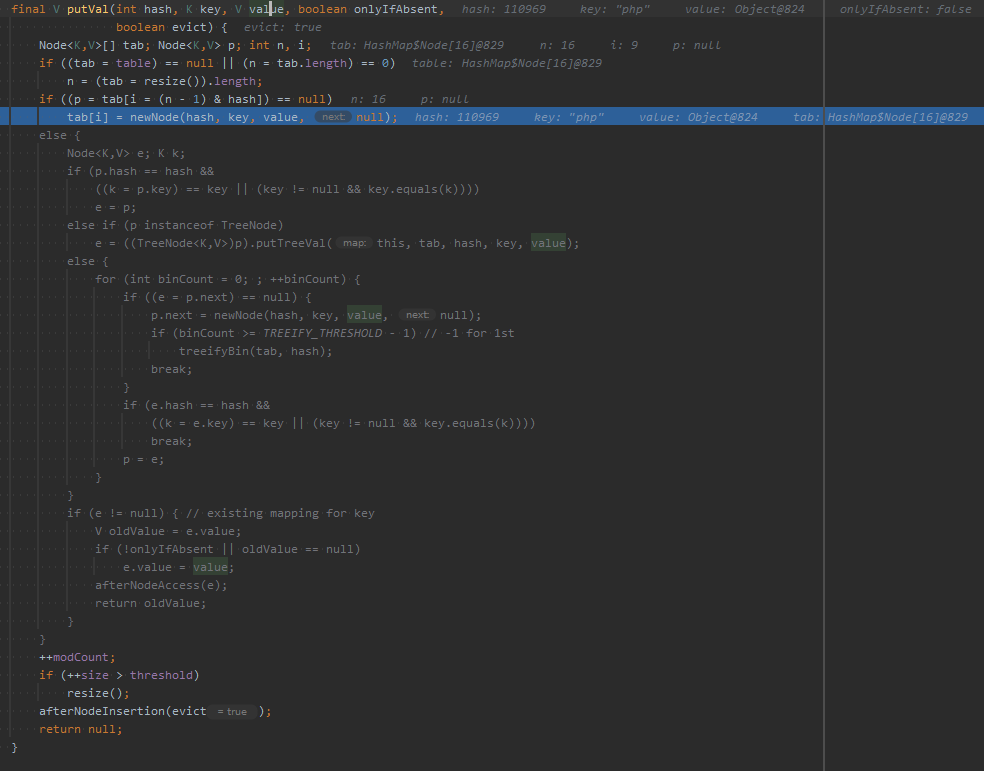 final V putVal(int hash, K key, V value, boolean onlyIfAbsent,  hash: 110969  key: "php"  value: Object@824  onlyIfAbsent: false
boolean evict) {  evict: true
Node<K,V>[] tab; Node<K,V> p; int n, i;  tab: HashMap$Node[16]@829  n: 16  i: 9  p: null
if ((tab = table) == null || (n = tab.length) == 0)  table: HashMap$Node[16]@829
n = (tab = resize()).length;
if ((p = tab[i = (n - 1) & hash]) == null)  n: 16  p: null
tab[i] = newNode(hash, key, value, next: null);  hash: 110969  key: "php"  value: Object@824  tab: HashMap$Node[16]@829
else {
Node<K,V> e; K k;
if (p.hash == hash &&
((k = p.key) == key || (key != null && key.equals(k))))
e = p;
else if (p instanceof TreeNode)
e = ((TreeNode<K,V>)p).putTreeVal( map: this, tab, hash, key, value);
else {
for (int binCount = 0; ; ++binCount) {
if ((e = p.next) == null) {
p.next = newNode(hash, key, value, next: null);
if (binCount >= TREEIFY_THRESHOLD - 1) // -1 for 1st
treeifyBin(tab, hash);
break;
}
if (e.hash == hash &&
((k = e.key) == key || (key != null && key.equals(k))))
break;
p = e;
}
}
if (e != null) { // existing mapping for key
V oldValue = e.value;
if (!onlyIfAbsent || oldValue == null)
e.value = value;
afterNodeAccess(e);
return oldValue;
}
}
++modCount;
if (++size > threshold)
resize();
afterNodeInsertion(evict = true );
return null;
}